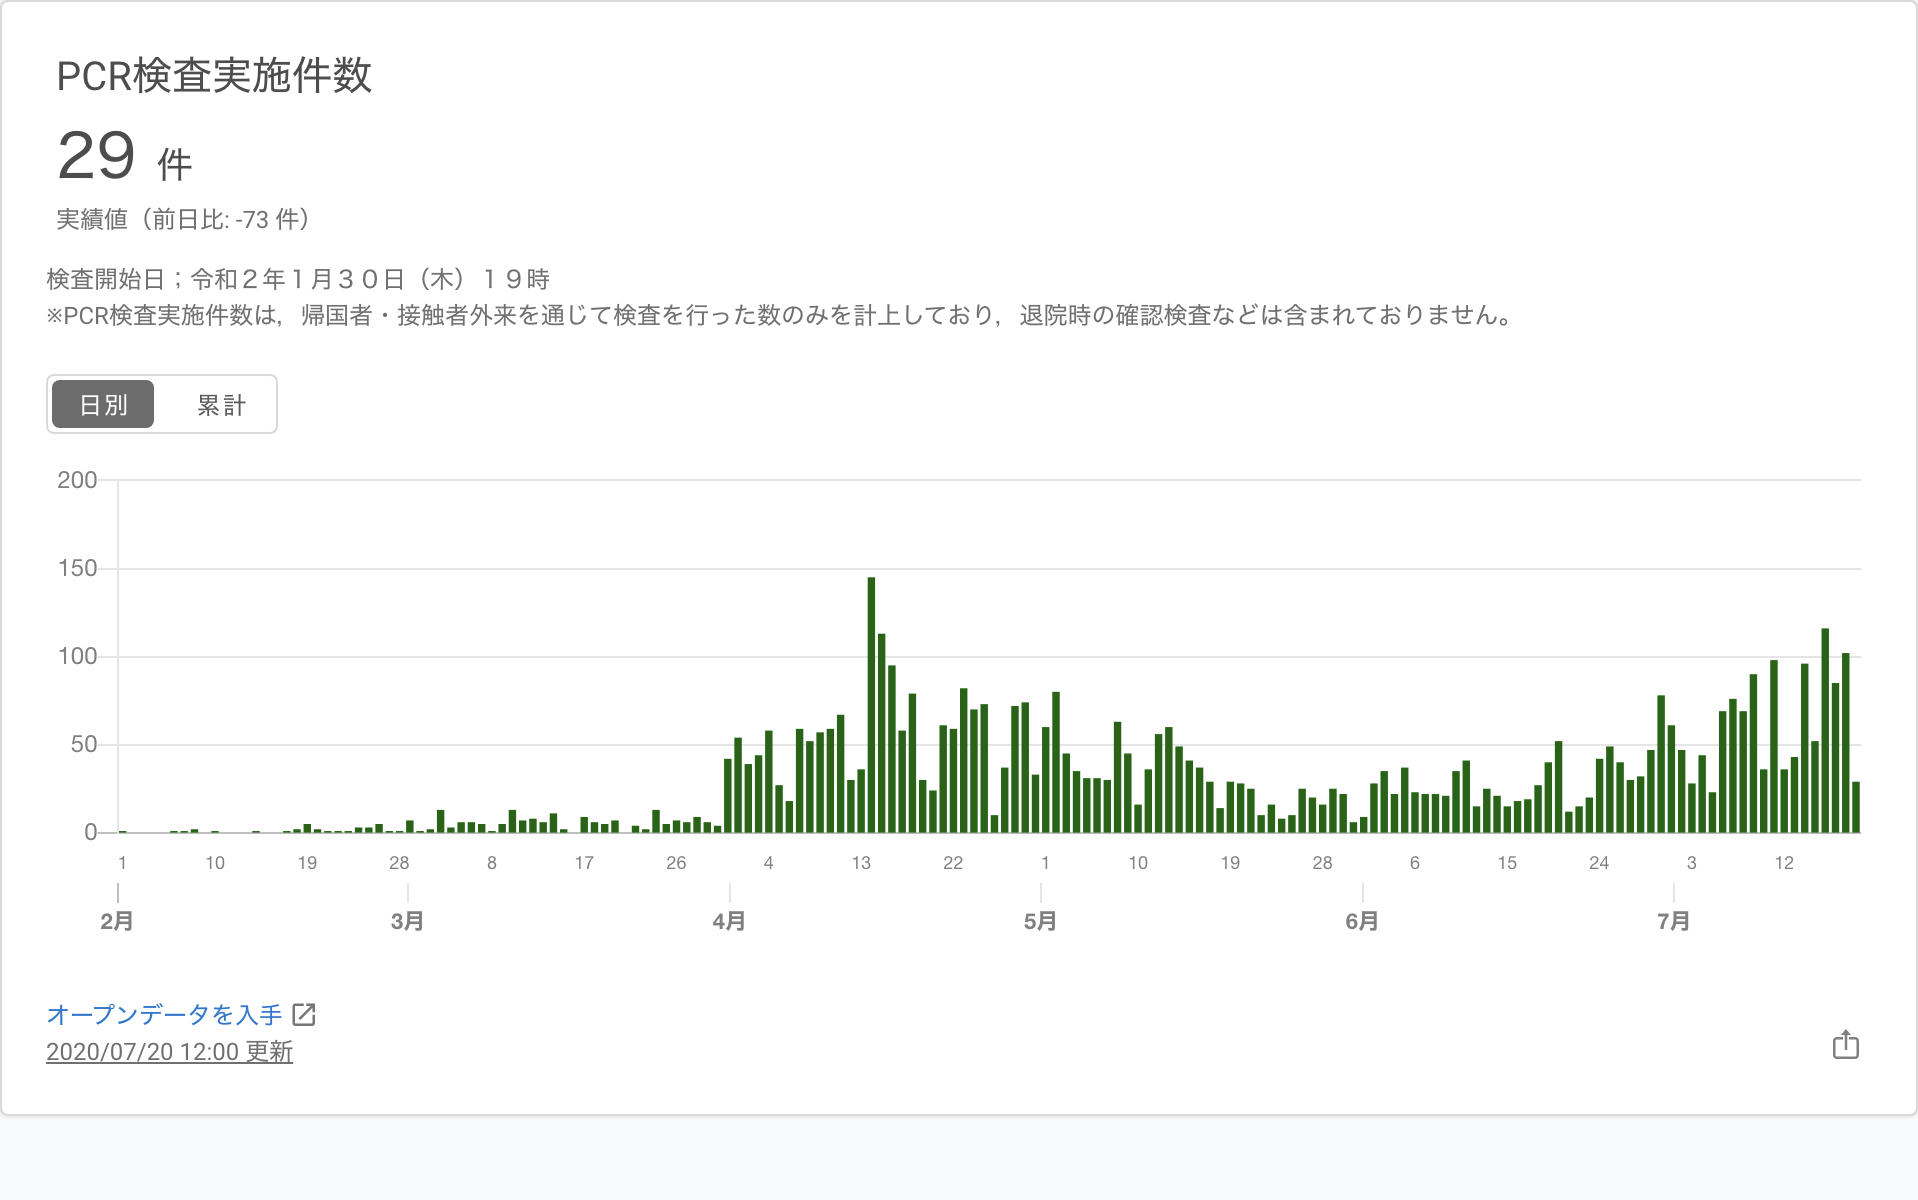 PCR検査実施件数
29 件
実績値（前日比: -73 件）
検査開始日；令和２年１月３０日（木）１９時
※PCR検査実施件数は，帰国者・接触者外来を通じて検査を行った数のみを計上しており，退院時の確認検査などは含まれておりません。
日別 累計
200
150
100
50
0
1 10 19 28 8 17 26 4 13 22 1 10 19 28 6 15 24 3 12
2月 3月 4月 5月 6月 7月
オープンデータを入手
2020/07/20 12:00 更新